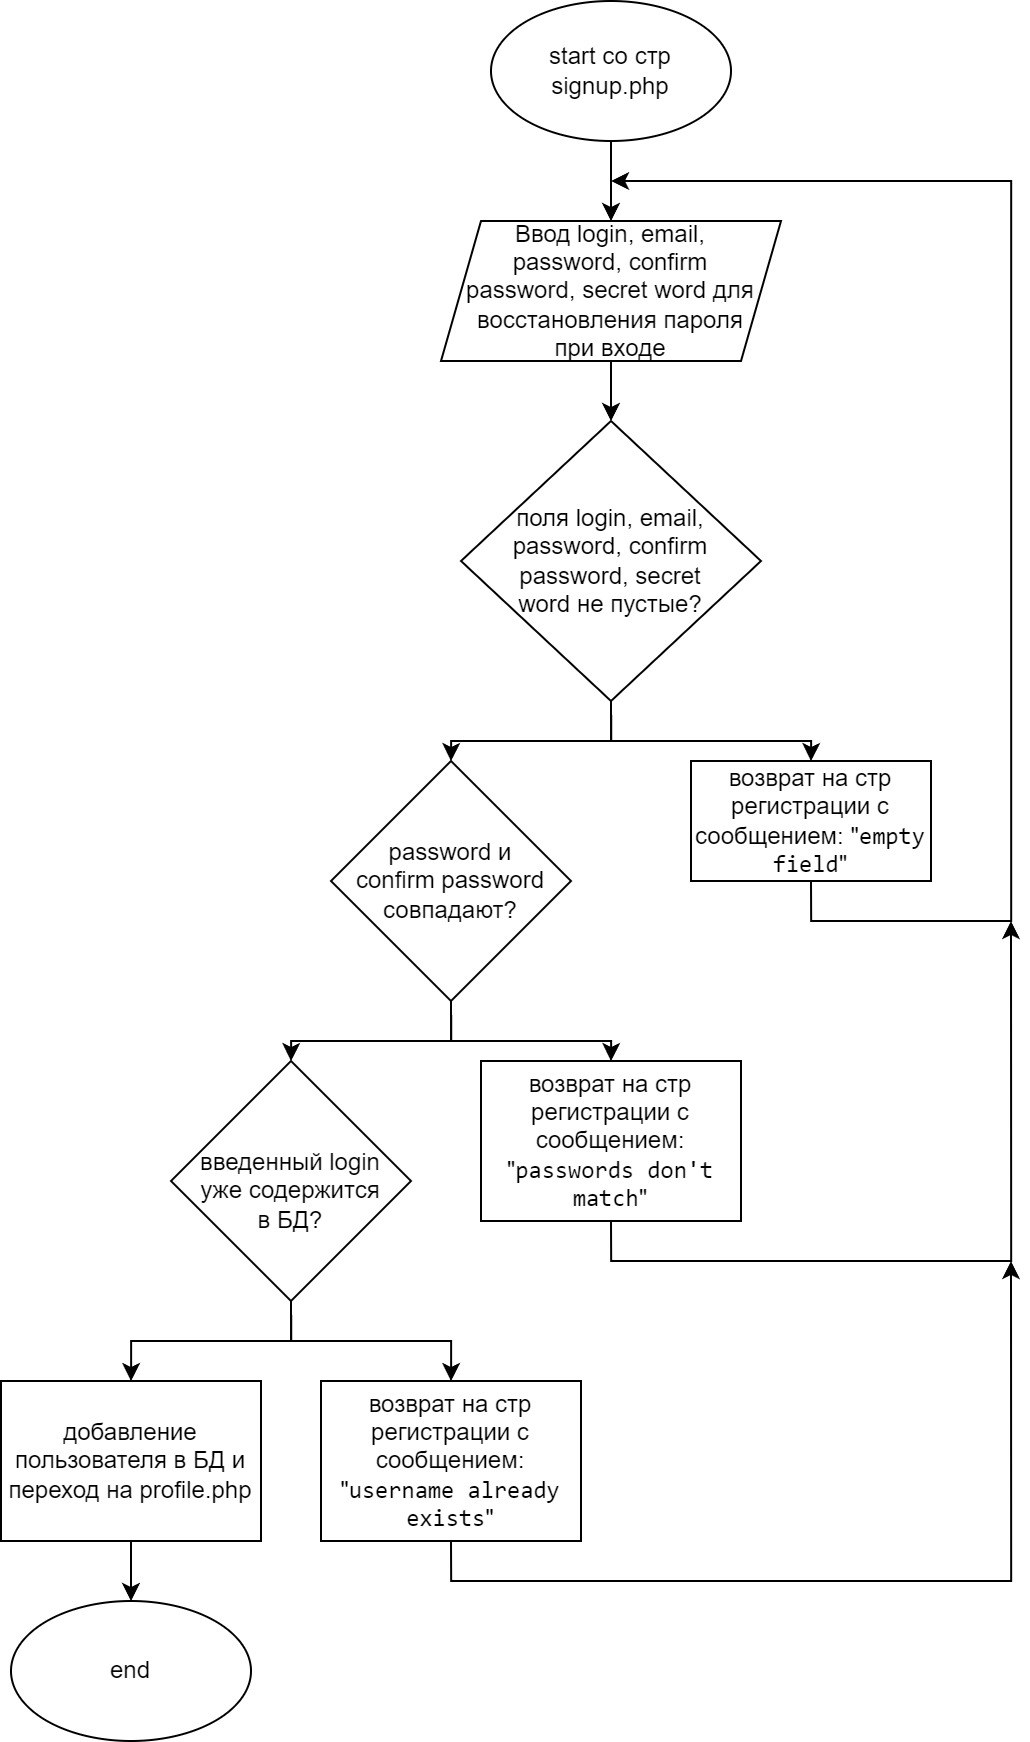 start со стр
signup.php
Ввод login, email,
password, confirm
password, secret word для
восстановления пароля
при входе
поля login, email,
password, confirm
password, secret
word не пустые?
возврат на стр
регистрации с
сообщением: "empty
field"
password и
confirm password
совпадают?
возврат на стр
регистрации с
сообщением:
"passwords don't
match"
введенный login
уже содержится
в БД?
добавление
пользователя в БД и
переход на profile.php
возврат на стр
регистрации с
сообщением:
"username already
exists"
end